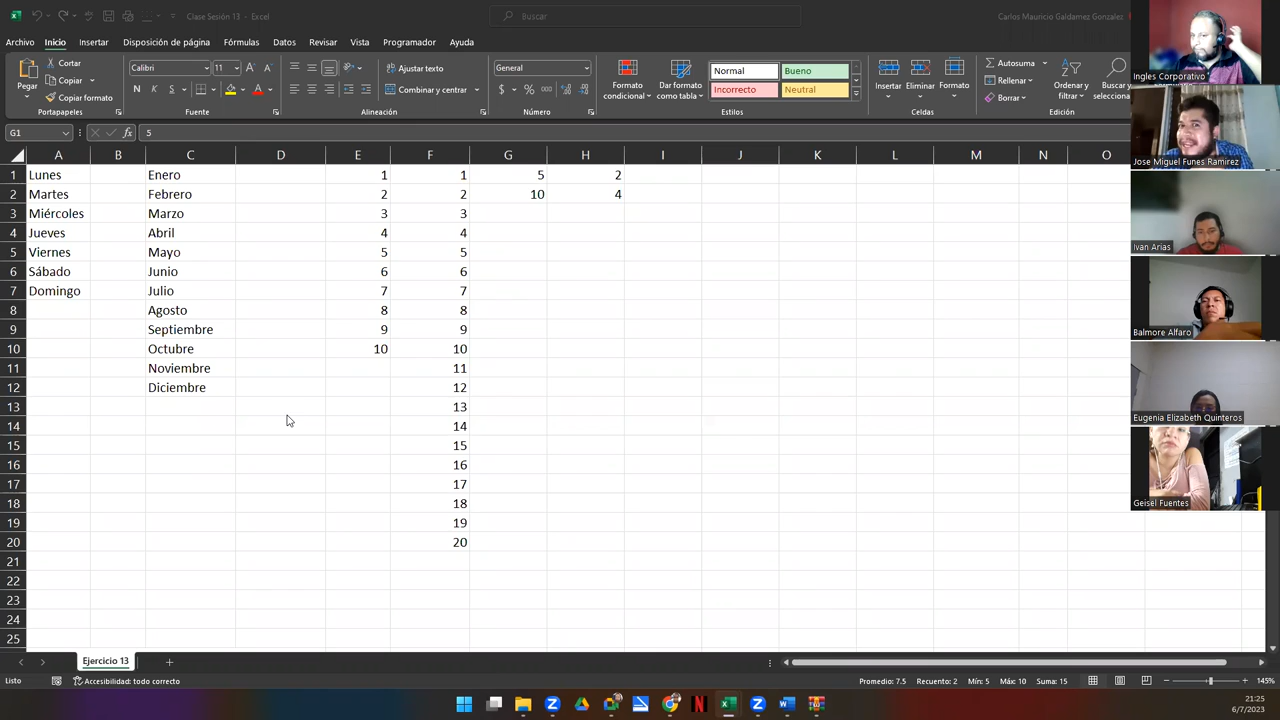 Clase Sesión 13 - Excel
Buscar
Carlos Mauricio Galdamez Gonzalez
Archivo Inicio Insertar Disposición de página Fórmulas Datos Revisar Vista Programador Ayuda
Pegar
Cortar
Copiar
Copiar formato
Portapapeles
Calibri 11
N K S
Fuente
Ajustar texto
Combinar y centrar
Alineación
General
$ % 000
Número
Formato condicional
Dar formato como tabla
Normal Bueno
Incorrecto Neutral
Estilos
Insertar Eliminar Formato
Celdas
Autosuma
Rellenar
Borrar
Ordenar y filtrar
Buscar y selecciona
Edición
G1 fx 5
A B C D E F G H I J K L M N O
1 Lunes Enero 1 1 5 2
2 Martes Febrero 2 2 10 4
3 Miércoles Marzo 3 3
4 Jueves Abril 4 4
5 Viernes Mayo 5 5
6 Sábado Junio 6 6
7 Domingo Julio 7 7
8 Agosto 8 8
9 Septiembre 9 9
10 Octubre 10 10
11 Noviembre 11
12 Diciembre 12
13 13
14 14
15 15
16 16
17 17
18 18
19 19
20 20
21
22
23
24
25
Ejercicio 13
Listo Accesibilidad: todo correcto Promedio: 7.5 Recuento: 2 Mín: 5 Máx: 10 Suma: 15 145%
21:25
6/7/2023
Ingles Corporativo
Jose Miguel Funes Ramirez
Ivan Arias
Balmore Alfaro
Eugenia Elizabeth Quinteros
Geisel Fuentes